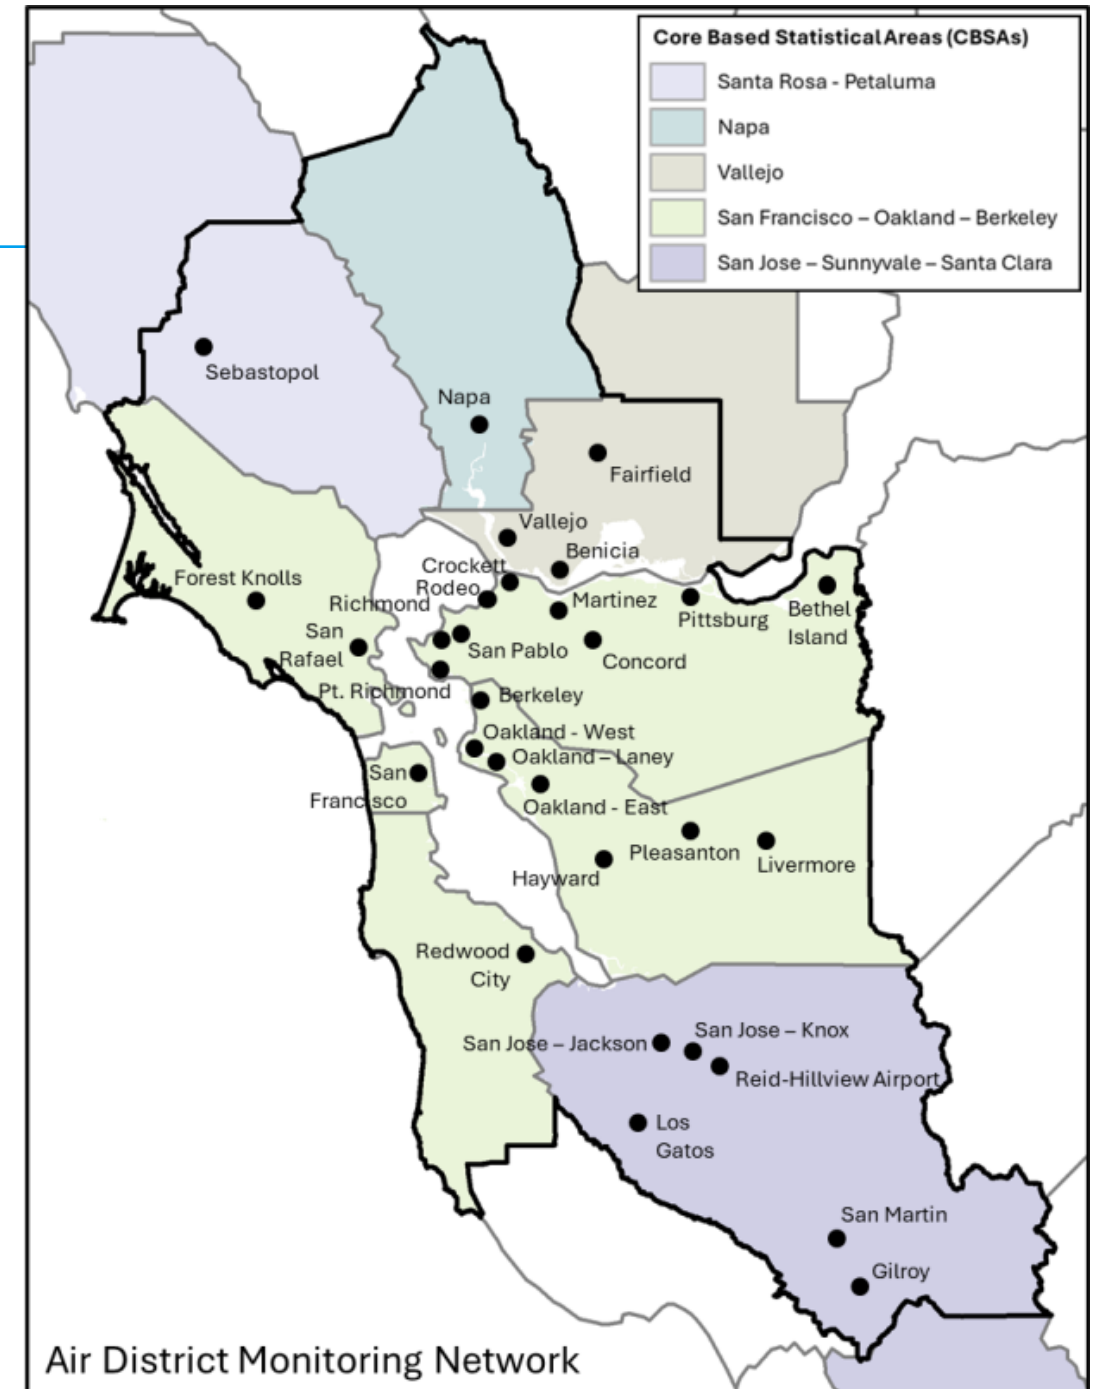 Core Based Statistical Areas (CBSAs)
Santa Rosa - Petaluma
Napa
Vallejo
San Francisco – Oakland – Berkeley
San Jose – Sunnyvale – Santa Clara
Sebastopol
Napa
Fairfield
Vallejo
Benicia
Crockett
Rodeo
Forest Knolls
Richmond
Martinez
Pittsburg
Bethel
Island
San
Rafael
San Pablo
Concord
Pt. Richmond
Berkeley
Oakland - West
Oakland – Laney
San
Francisco
Oakland - East
Pleasanton
Livermore
Hayward
Redwood
City
San Jose – Knox
San Jose – Jackson
Reid-Hillview Airport
Los
Gatos
San Martin
Gilroy
Air District Monitoring Network